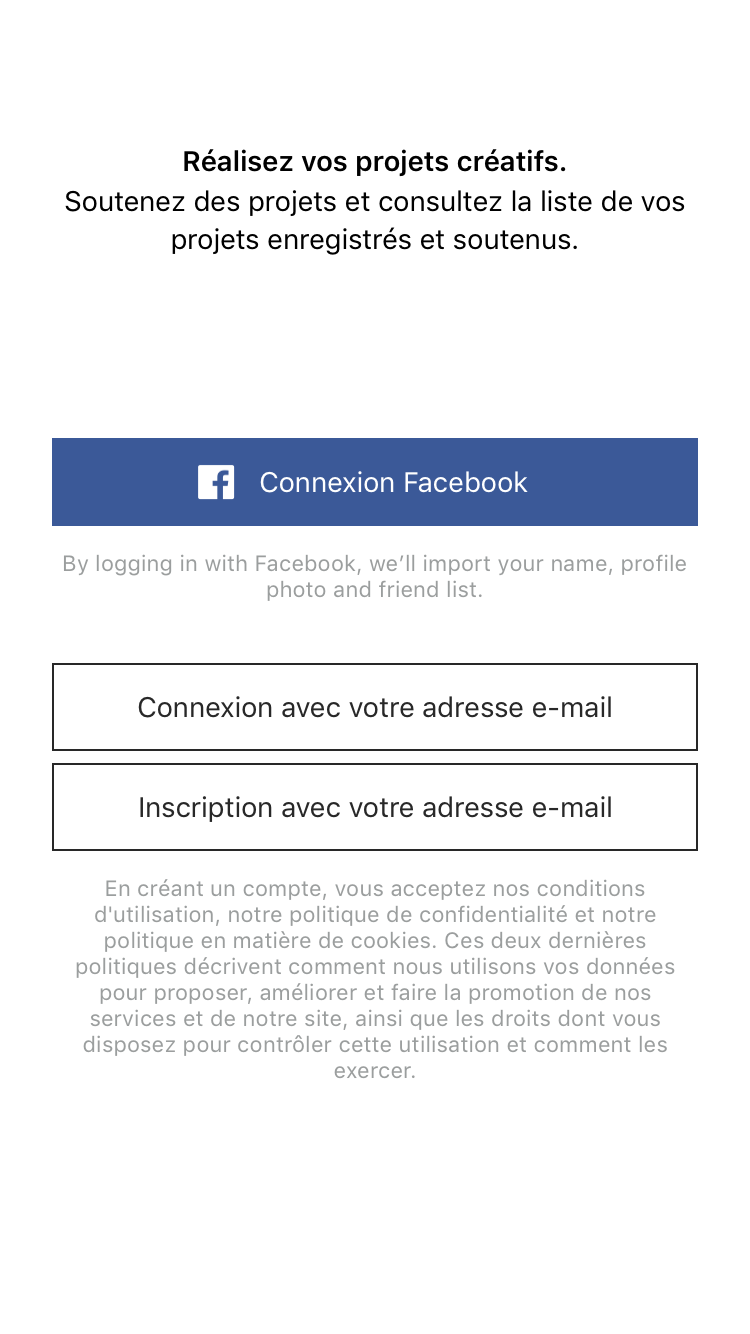 Réalisez vos projets créatifs.
Soutenez des projets et consultez la liste de vos
projets enregistrés et soutenus.
Connexion Facebook
By logging in with Facebook, we’ll import your name, profile
photo and friend list.
Connexion avec votre adresse e-mail
Inscription avec votre adresse e-mail
En créant un compte, vous acceptez nos conditions
d'utilisation, notre politique de confidentialité et notre
politique en matière de cookies. Ces deux dernières
politiques décrivent comment nous utilisons vos données
pour proposer, améliorer et faire la promotion de nos
services et de notre site, ainsi que les droits dont vous
disposez pour contrôler cette utilisation et comment les
exercer.